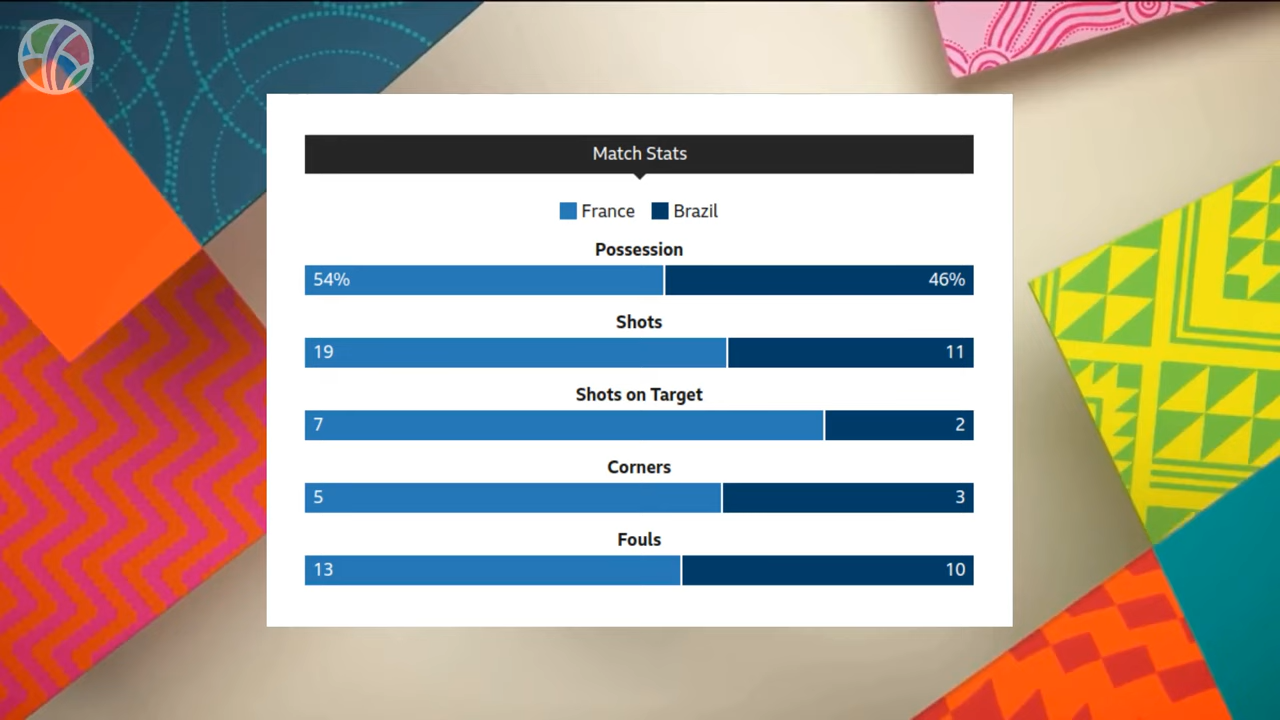 Match Stats
France Brazil
Possession
54% 46%
Shots
19 11
Shots on Target
7 2
Corners
5 3
Fouls
13 10